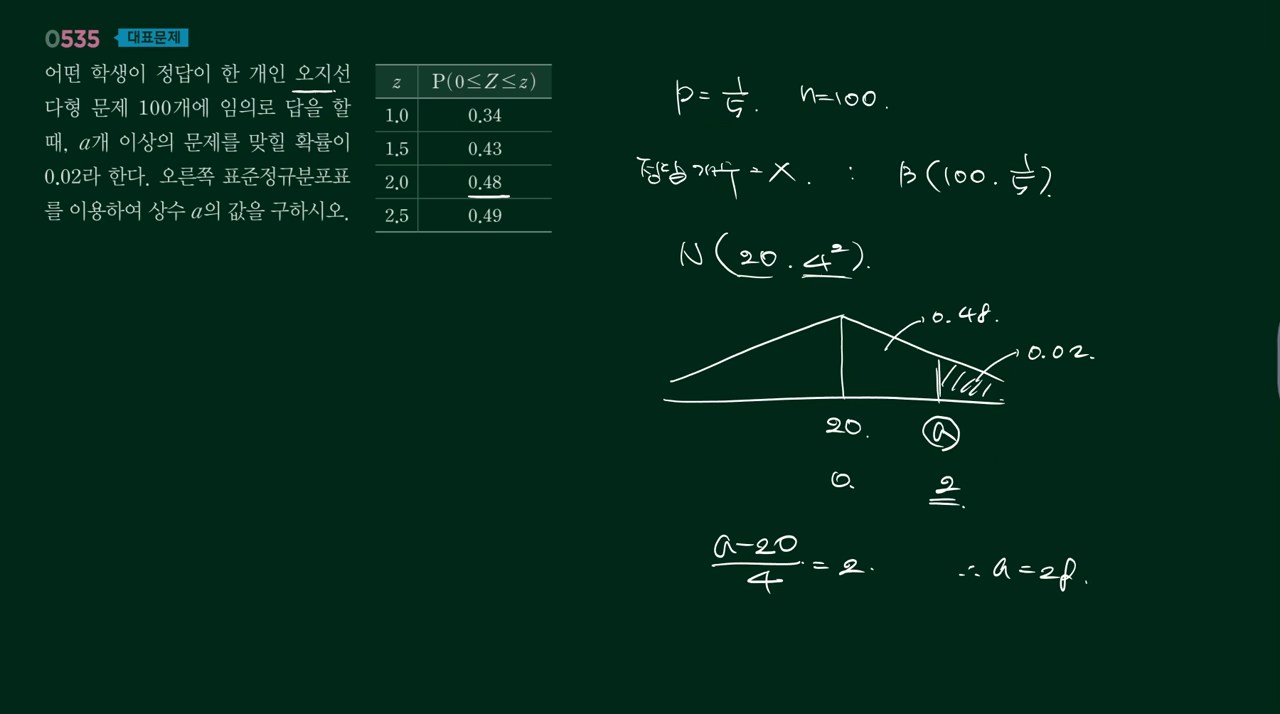 0535 대표문제
어떤 학생이 정답이 한 개인 오지선
다형 문제 100개에 임의로 답을 할
때, a개 이상의 문제를 맞힐 확률이
0.02라 한다. 오른쪽 표준정규분포표
를 이용하여 상수 a의 값을 구하시오.
z P(0≤Z≤z)
1.0 0.34
1.5 0.43
2.0 0.48
2.5 0.49
p = 1/5. n=100.
정답 개수 = X. : B(100. 1/5).
N(20. 4²).
0.48.
0.02.
20. a
0. 2.
(a-20)/4 = 2. ∴ a = 28.